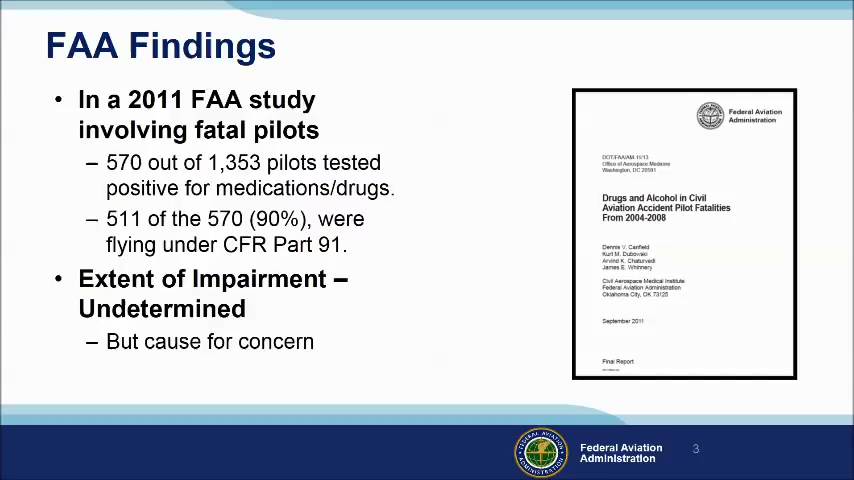 FAA Findings
• In a 2011 FAA study
involving fatal pilots
– 570 out of 1,353 pilots tested
positive for medications/drugs.
– 511 of the 570 (90%), were
flying under CFR Part 91.
• Extent of Impairment –
Undetermined
– But cause for concern
Federal Aviation
Administration
DOT/FAA/AM-11/13
Office of Aerospace Medicine
Washington, DC 20591
Drugs and Alcohol in Civil
Aviation Accident Pilot Fatalities
From 2004-2008
Dennis V. Canfield
Kurt M. Dubowski
Arvind K. Chaturvedi
James E. Whinnery
Civil Aerospace Medical Institute
Federal Aviation Administration
Oklahoma City, OK 73125
September 2011
Final Report
FEDERAL AVIATION
ADMINISTRATION
Federal Aviation
Administration
3